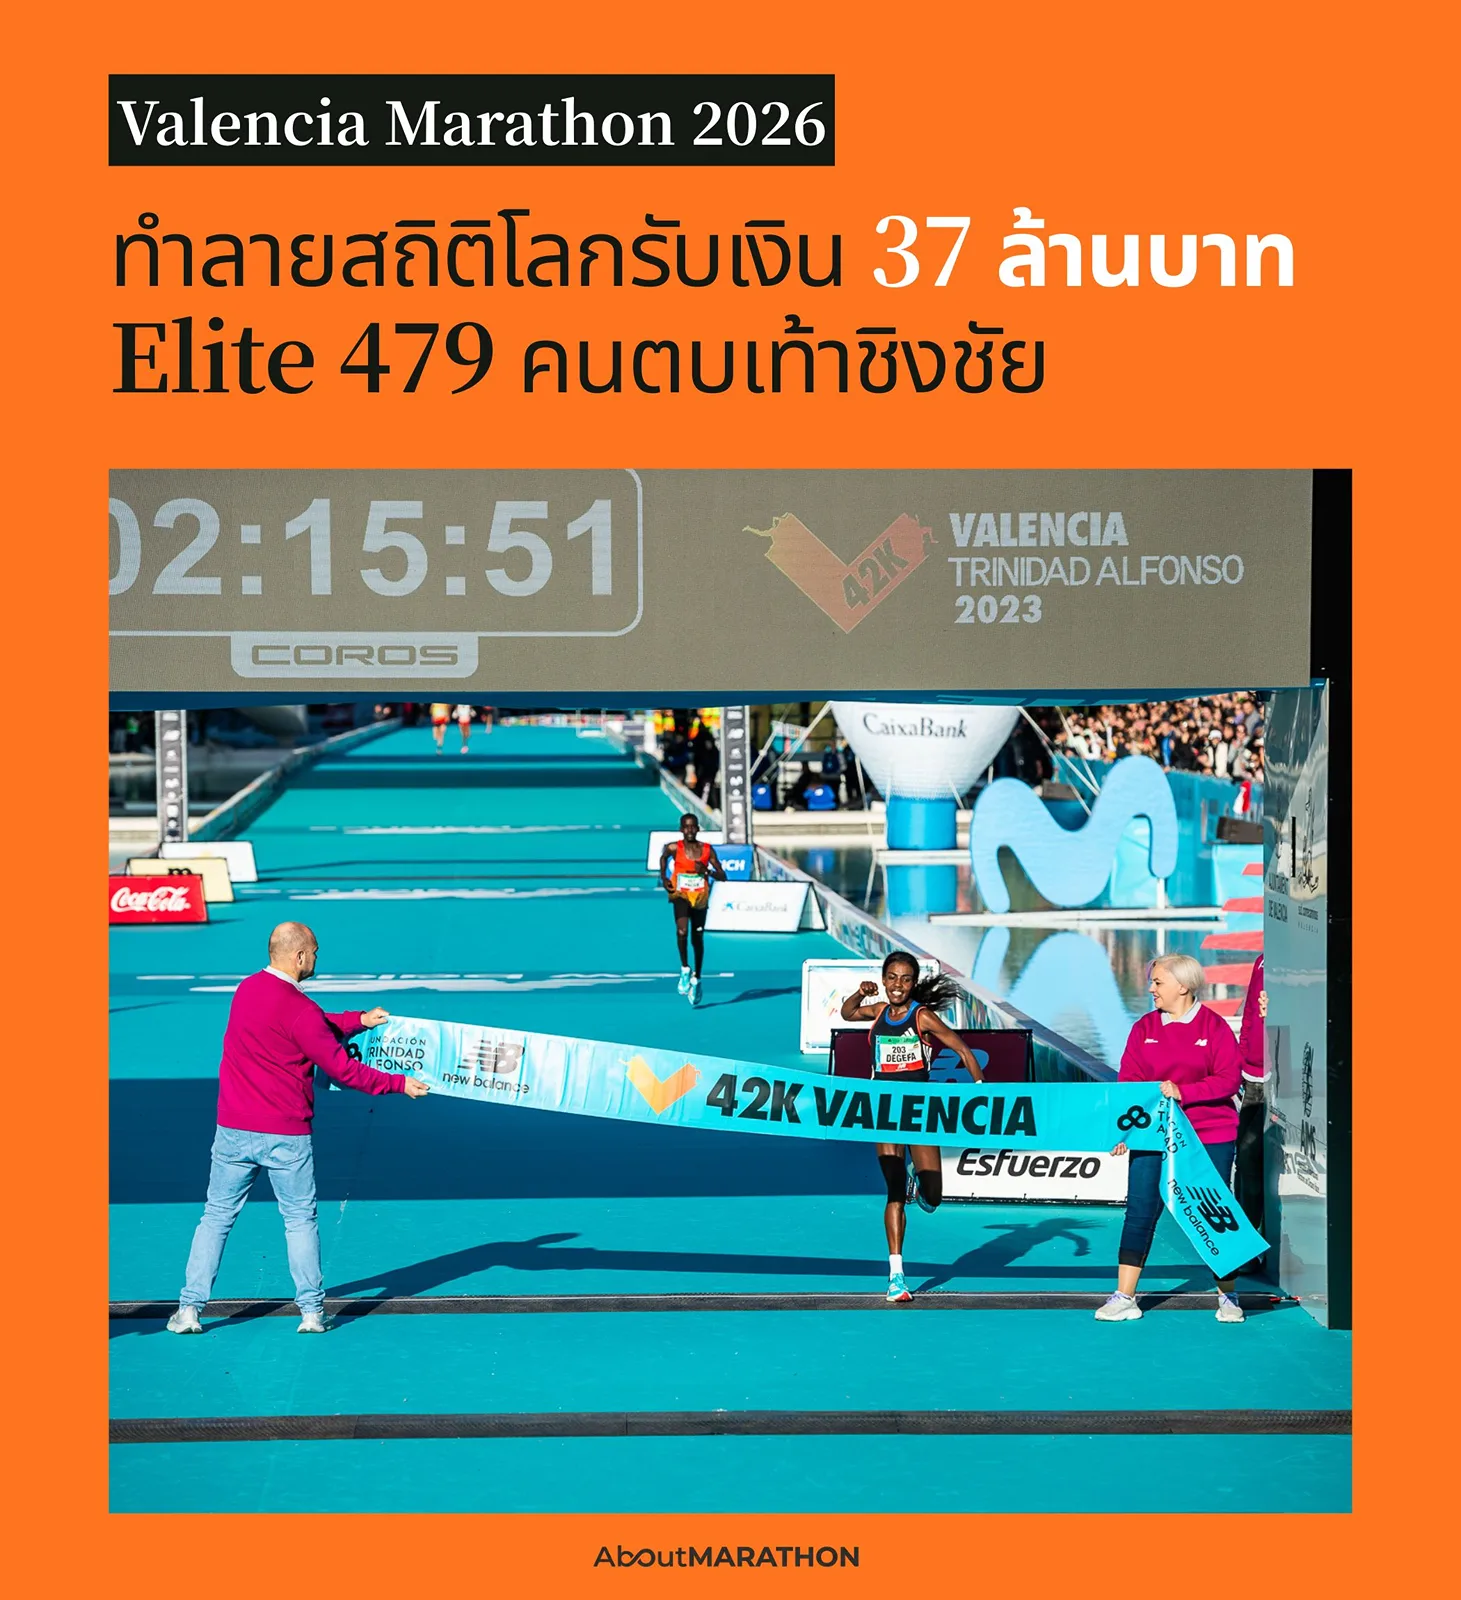 Valencia Marathon 2026
ทำลายสถิติโลกรับเงิน 37 ล้านบาท
Elite 479 คนตบเท้าชิงชัย
02:15:51
COROS
42K
VALENCIA
TRINIDAD ALFONSO
2023
CaixaBank
Coca-Cola
CaixaBank
203
DEGEFA
TRINIDAD
ALFONSO
new balance
42K VALENCIA
Esfuerzo
new balance
AboutMARATHON